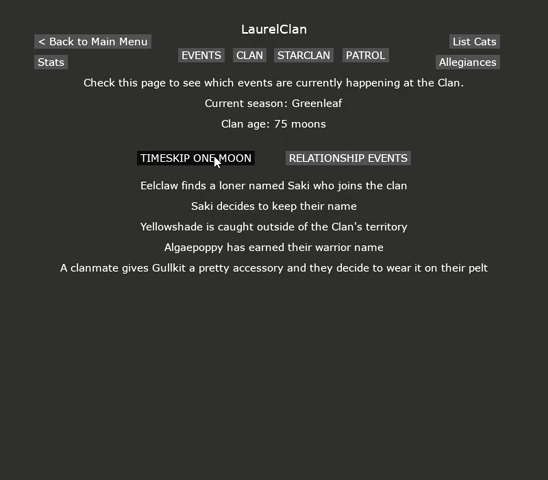 LaurelClan
< Back to Main Menu
List Cats
EVENTS CLAN STARCLAN PATROL
Stats
Allegiances
Check this page to see which events are currently happening at the Clan.
Current season: Greenleaf
Clan age: 75 moons
TIMESKIP ONE MOON RELATIONSHIP EVENTS
Eelclaw finds a loner named Saki who joins the clan
Saki decides to keep their name
Yellowshade is caught outside of the Clan's territory
Algaepoppy has earned their warrior name
A clanmate gives Gullkit a pretty accessory and they decide to wear it on their pelt